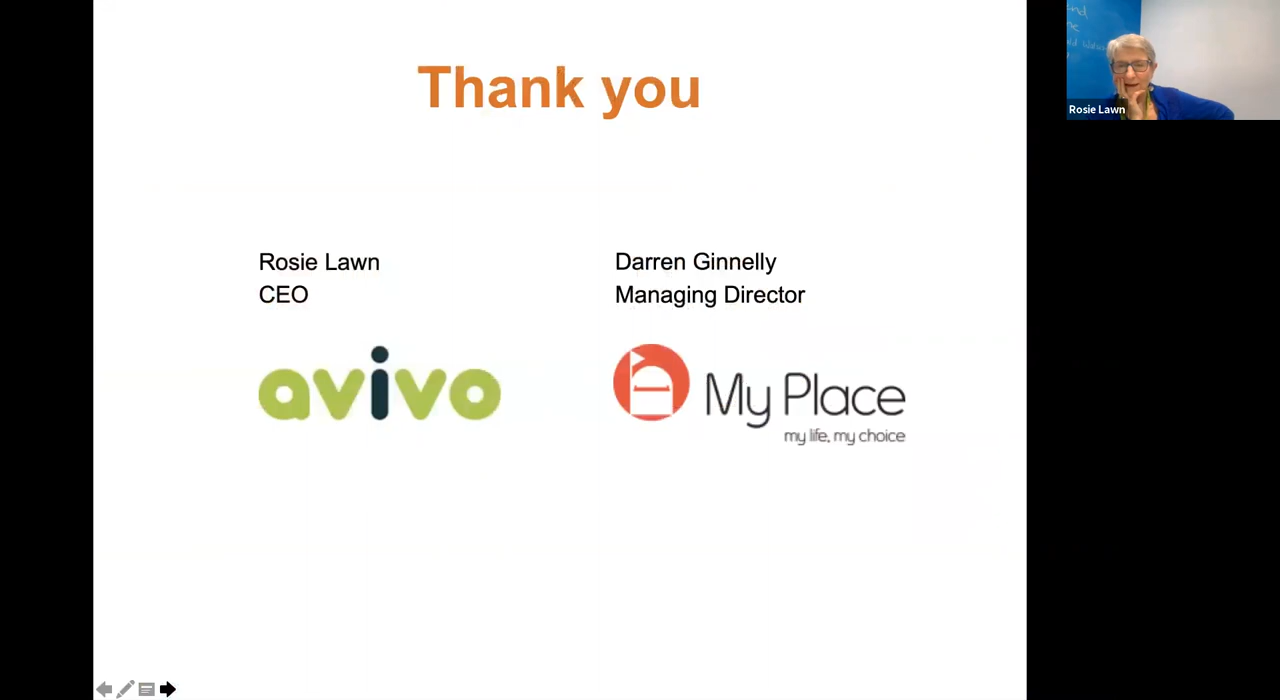 Thank you
Rosie Lawn
CEO
Darren Ginnelly
Managing Director
avivo
My Place
my life, my choice
Rosie Lawn